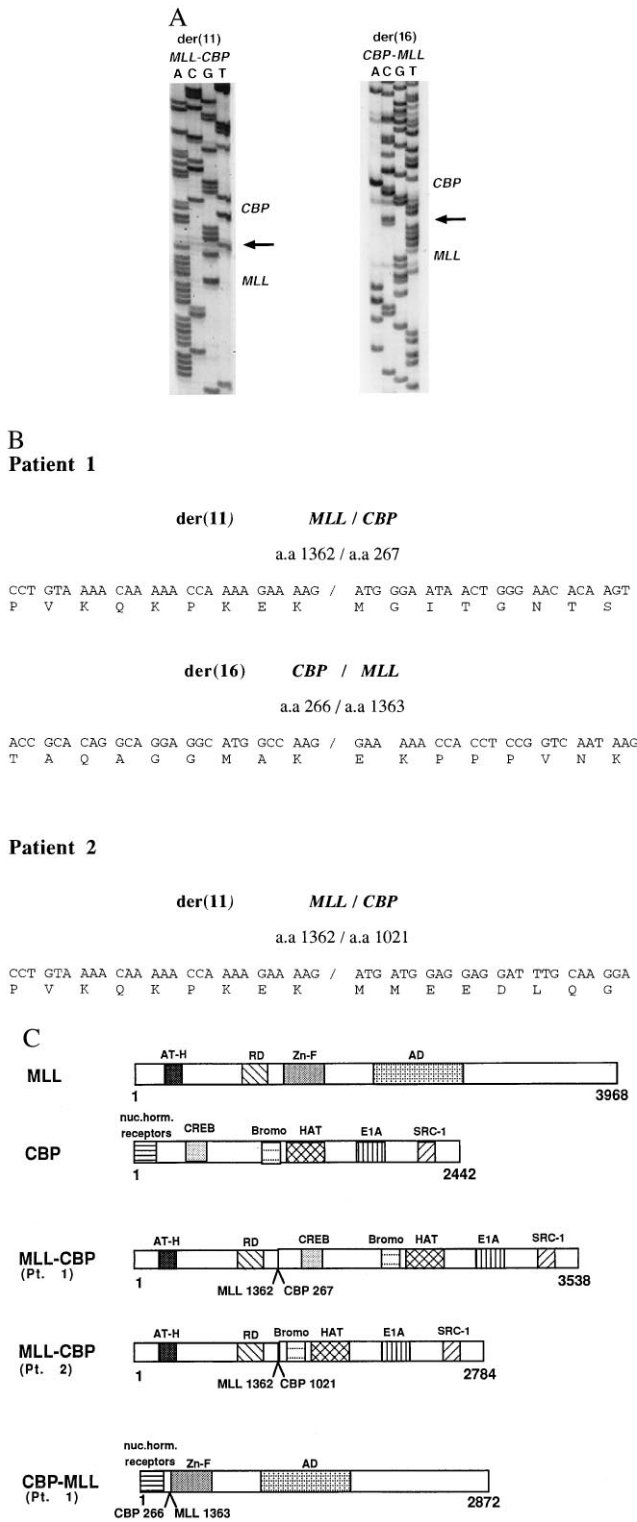 A
der(11)
MLL-CBP
A C G T
CBP
MLL
der(16)
CBP-MLL
A C G T
CBP
MLL
B
Patient 1
der(11) MLL / CBP
a.a 1362 / a.a 267
CCT GTA AAA CAA AAA CCA AAA GAA AAG / ATG GGA ATA ACT GGG AAC ACA AGT
P V K Q K P K E K M G I T G N T S
der(16) CBP / MLL
a.a 266 / a.a 1363
ACC GCA CAG GCA GGA GGC ATG GCC AAG / GAA AAA CCA CCT CCG GTC AAT AAG
T A Q A G G M A K E K P P P V N K
Patient 2
der(11) MLL / CBP
a.a 1362 / a.a 1021
CCT GTA AAA CAA AAA CCA AAA GAA AAG / ATG ATG GAG GAG GAT TTG CAA GGA
P V K Q K P K E K M M E E D L Q G
C
AT-H RD Zn-F AD
MLL
1 3968
nuc.horm.
receptors CREB Bromo HAT E1A SRC-1
CBP
1 2442
AT-H RD CREB Bromo HAT E1A SRC-1
MLL-CBP
(Pt. 1)
1 3538
MLL 1362 CBP 267
AT-H RD Bromo HAT E1A SRC-1
MLL-CBP
(Pt. 2)
1 2784
MLL 1362 CBP 1021
nuc.horm.
receptors Zn-F AD
CBP-MLL
(Pt. 1)
1 2872
CBP 266 MLL 1363